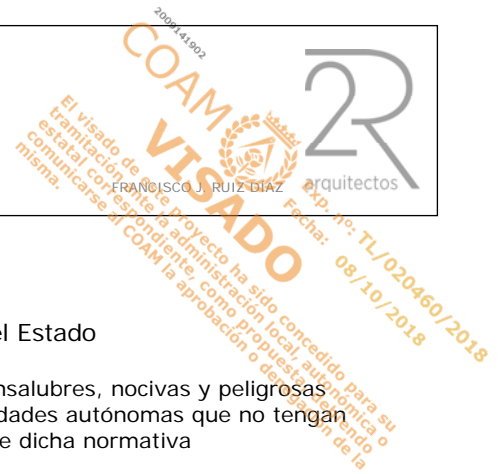 2009141902
COAM
VISADO
El visado de este proyecto ha sido concedido para su
tramitación ante la administración local, autonómica o
estatal correspondiente, como propuesta debiendo
comunicarse al COAM la aprobación o denegación de la
misma.
Exp. nº: TL/020460/2018
Fecha: 08/10/2018
2R
FRANCISCO J. RUIZ DÍAZ
arquitectos
el Estado
nsalubres, nocivas y peligrosas
dades autónomas que no tengan
e dicha normativa